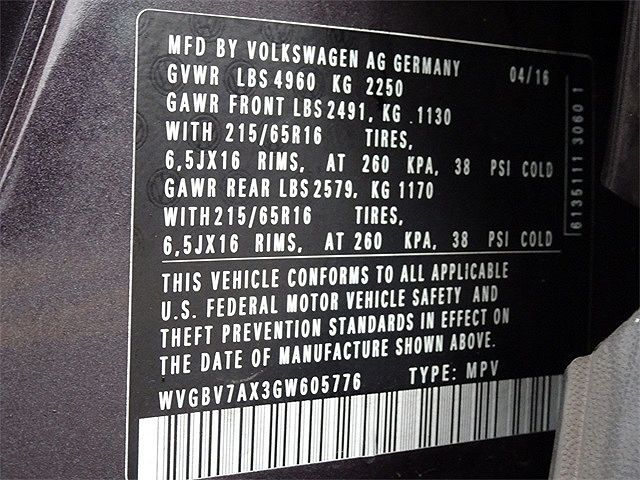 MFD BY VOLKSWAGEN AG GERMANY 04/16
GVWR LBS 4960 KG 2250
GAWR FRONT LBS 2491, KG .1130
WITH 215/65R16 TIRES,
6,5JX16 RIMS, AT 260 KPA, 38 PSI COLD
GAWR REAR LBS 2579, KG 1170
WITH 215/65R16 TIRES,
6,5JX16 RIMS, AT 260 KPA, 38 PSI COLD
THIS VEHICLE CONFORMS TO ALL APPLICABLE
U.S. FEDERAL MOTOR VEHICLE SAFETY AND
THEFT PREVENTION STANDARDS IN EFFECT ON
THE DATE OF MANUFACTURE SHOWN ABOVE.
WVGBV7AX3GW605776 TYPE: MPV
6135111 3060 1